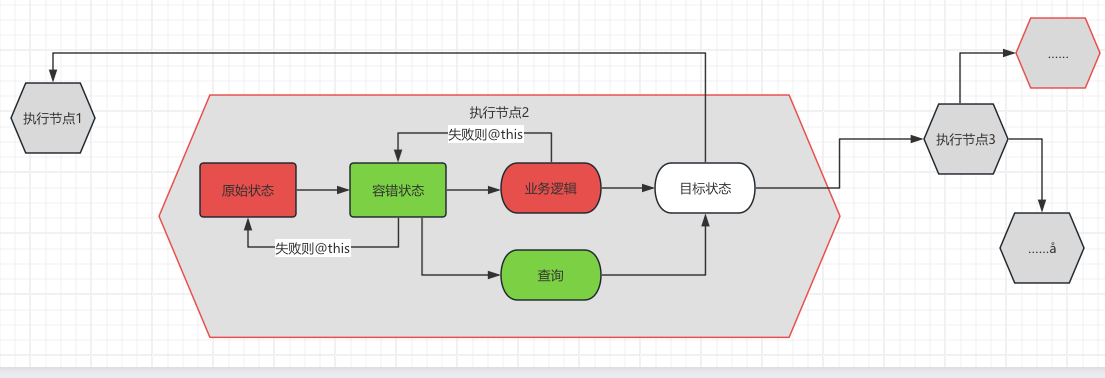 执行节点1
执行节点2
失败则@this
原始状态
容错状态
业务逻辑
目标状态
失败则@this
查询
执行节点3
......
......å